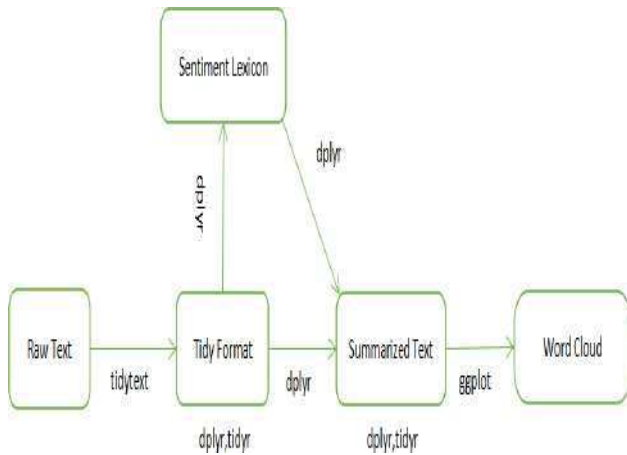 Sentiment Lexicon
dplyr
dplyr
Raw Text
tidytext
Tidy Format
dplyr
Summarized Text
ggplot
Word Cloud
dplyr,tidyr
dplyr,tidyr